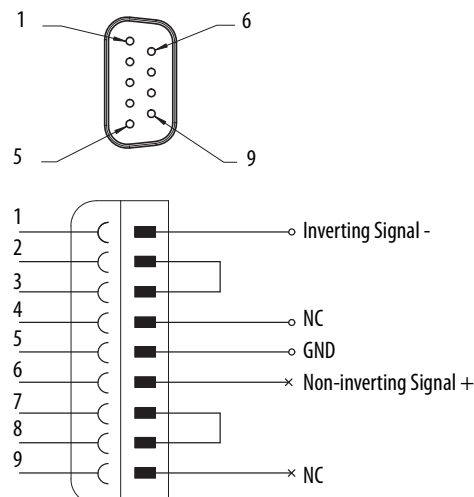 1
6
5
9
1
Inverting Signal -
2
3
4
NC
5
GND
6
Non-inverting Signal +
7
8
9
NC